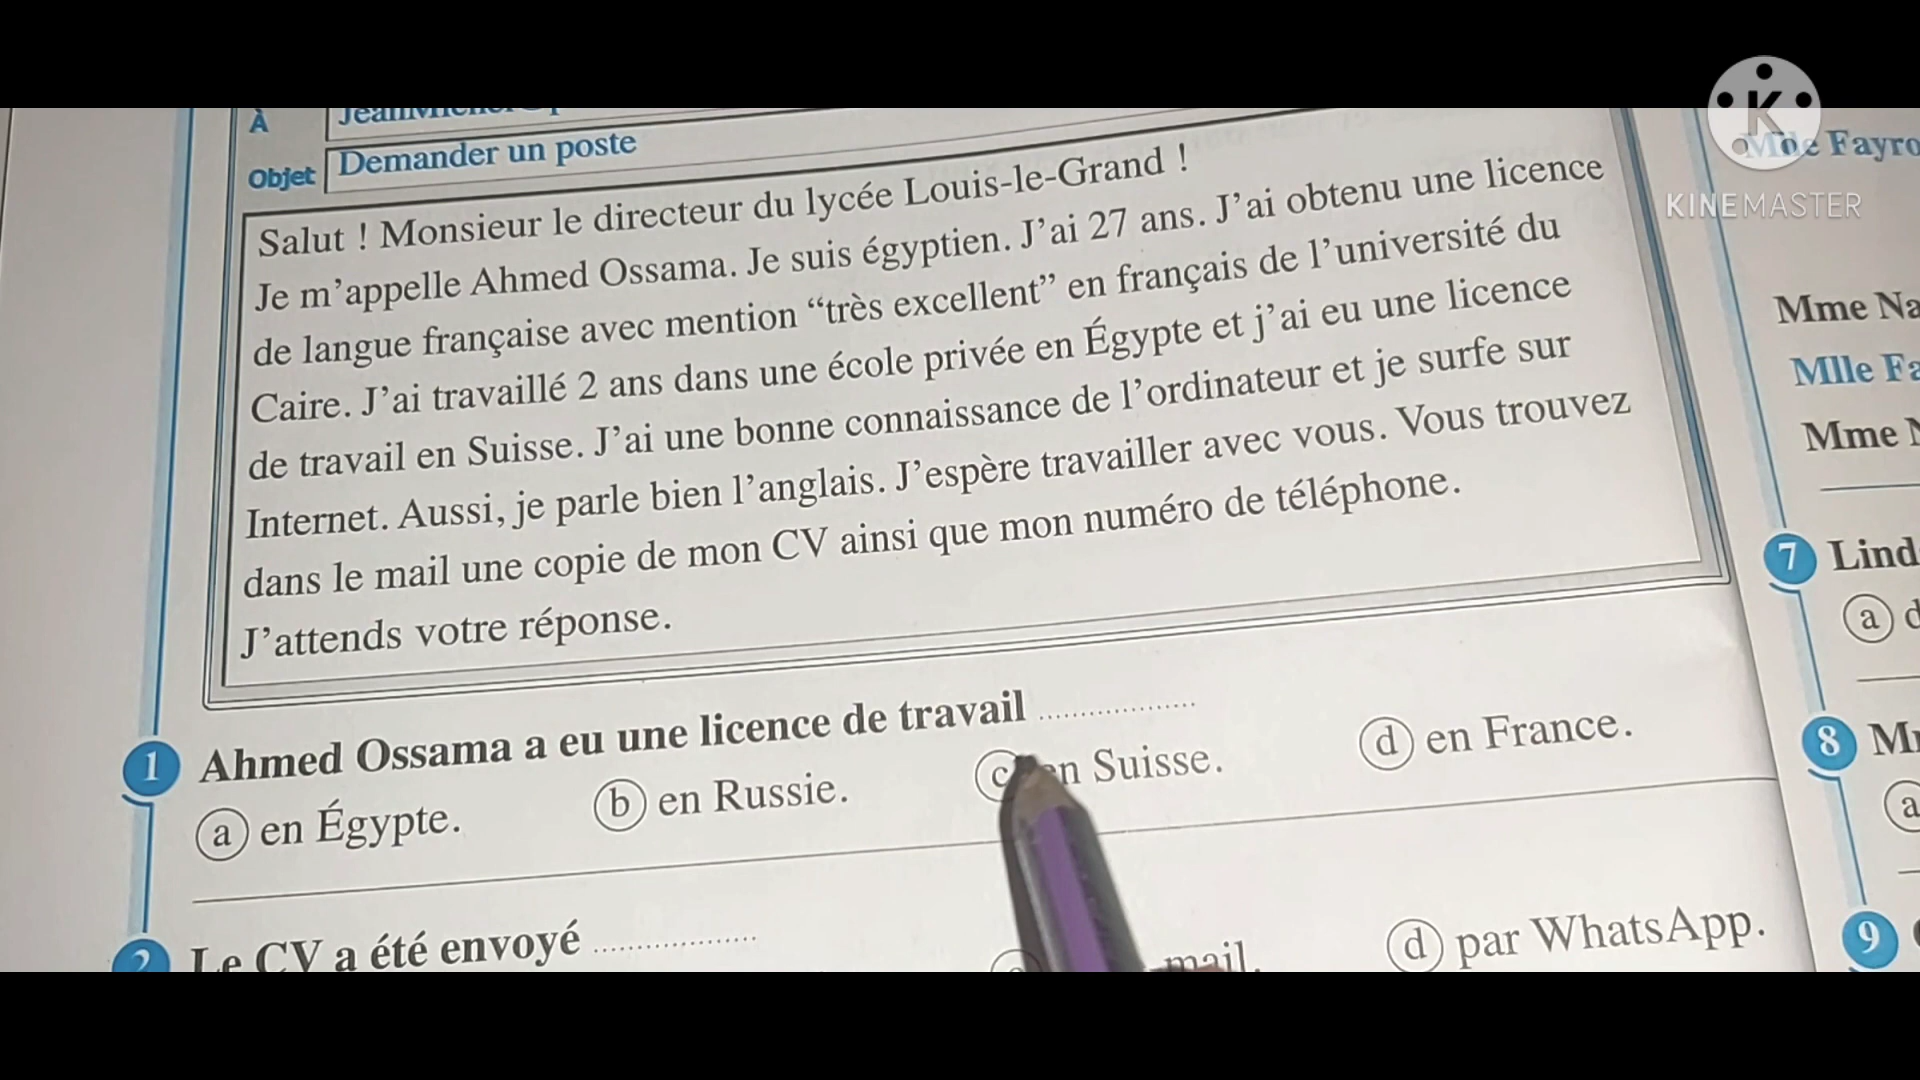 À
Objet Demander un poste
Salut ! Monsieur le directeur du lycée Louis-le-Grand !
Je m'appelle Ahmed Ossama. Je suis égyptien. J'ai 27 ans. J'ai obtenu une licence
de langue française avec mention “très excellent” en français de l'université du
Caire. J'ai travaillé 2 ans dans une école privée en Égypte et j'ai eu une licence
de travail en Suisse. J'ai une bonne connaissance de l'ordinateur et je surfe sur
Internet. Aussi, je parle bien l'anglais. J'espère travailler avec vous. Vous trouvez
dans le mail une copie de mon CV ainsi que mon numéro de téléphone.
J'attends votre réponse.
1 Ahmed Ossama a eu une licence de travail ....................
a en Égypte. b en Russie. c en Suisse. d en France.
2 Le CV a été envoyé ....................
mail. d par WhatsApp.
K
KINEMASTER
Mme
Mlle
Mme
7
a
8
a
9